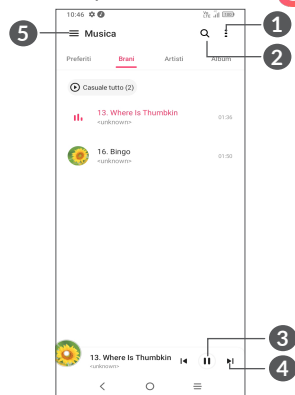 10:46
1
5
Musica
2
Preferiti Brani Artisti Album
Casuale tutto (2)
13. Where Is Thumbkin
<unknown>
01:36
16. Bingo
<unknown>
01:50
3
13. Where Is Thumbkin
<unknown>
4